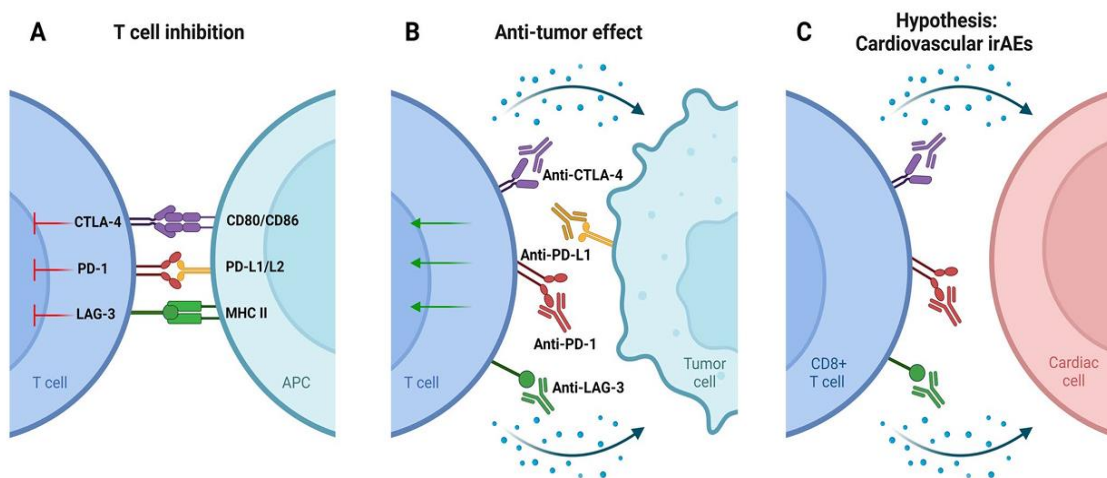 A
T cell inhibition
CTLA-4
CD80/CD86
PD-1
PD-L1/L2
LAG-3
MHC II
T cell
APC
B
Anti-tumor effect
Anti-CTLA-4
Anti-PD-L1
Anti-PD-1
Anti-LAG-3
T cell
Tumor
cell
C
Hypothesis:
Cardiovascular irAEs
CD8+
T cell
Cardiac
cell